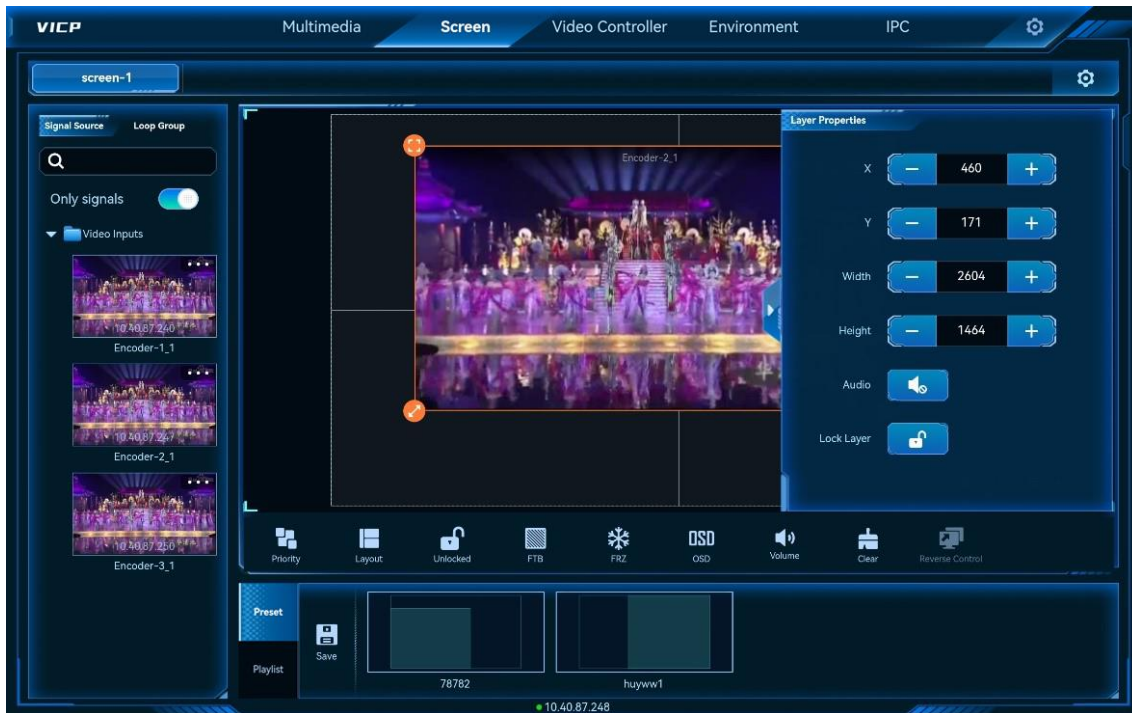 VICP
Multimedia
Screen
Video Controller
Environment
IPC
screen-1
Signal Source
Loop Group
Only signals
Video Inputs
10.40.87.240
Encoder-1_1
10.40.87.247
Encoder-2_1
10.40.87.250
Encoder-3_1
Encoder-2_1
Layer Properties
X
460
Y
171
Width
2604
Height
1464
Audio
Lock Layer
Priority
Layout
Unlocked
FTB
FRZ
OSD
OSD
Volume
Clear
Reverse Control
Preset
Playlist
Save
78782
huyww1
10.40.87.248